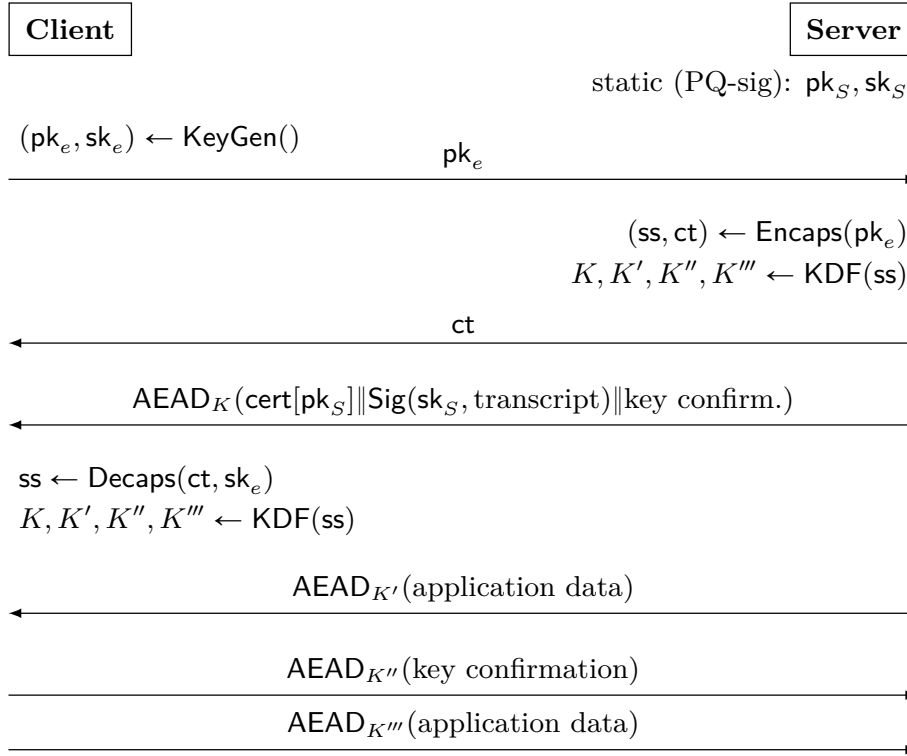 Client Server
static (PQ-sig): pk_S, sk_S
(pk_e, sk_e) ← KeyGen()
pk_e
(ss, ct) ← Encaps(pk_e)
K, K′, K″, K‴ ← KDF(ss)
ct
AEAD_K(cert[pk_S]‖Sig(sk_S, transcript)‖key confirm.)
ss ← Decaps(ct, sk_e)
K, K′, K″, K‴ ← KDF(ss)
AEAD_K′(application data)
AEAD_K″(key confirmation)
AEAD_K‴(application data)